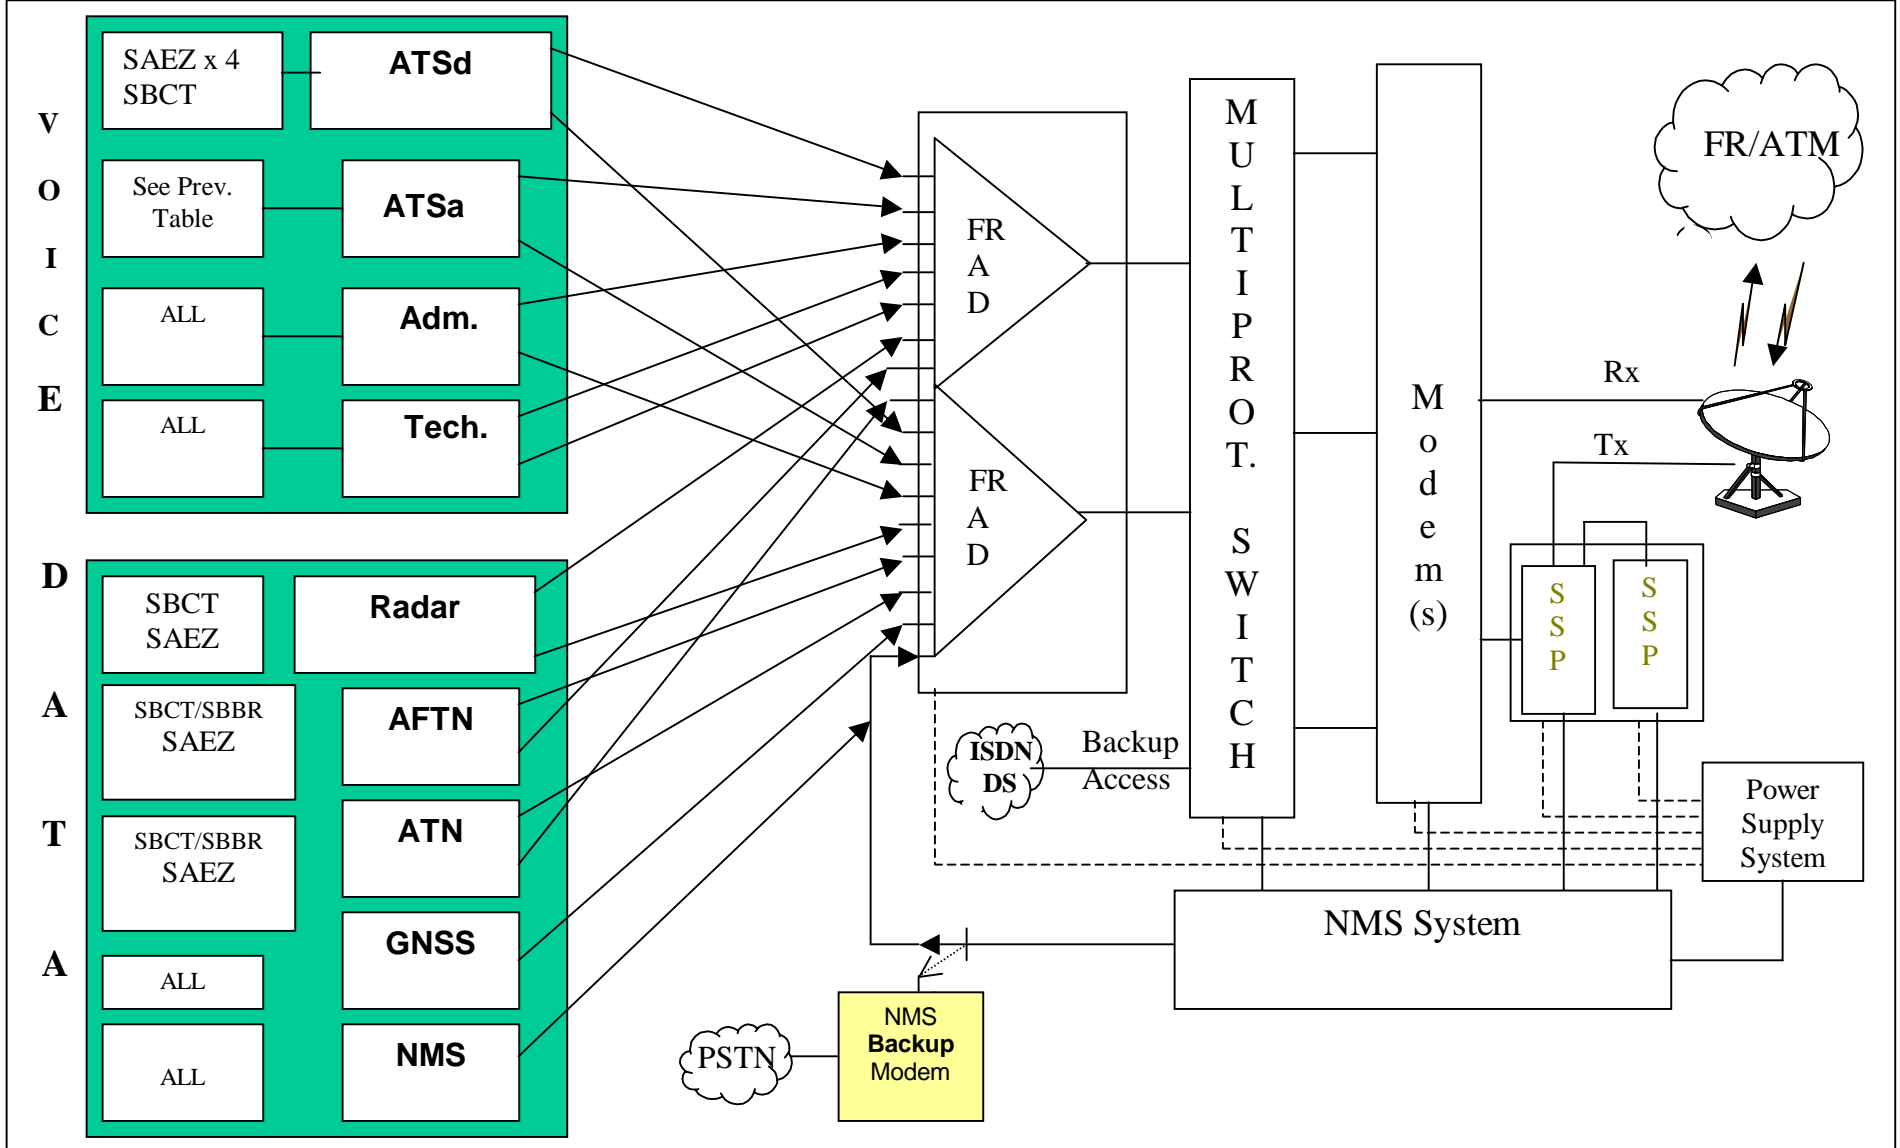 V
O
I
C
E
SAEZ x 4
SBCT
ATSd
See Prev.
Table
ATSa
ALL
Adm.
ALL
Tech.
D
A
T
A
SBCT
SAEZ
Radar
SBCT/SBBR
SAEZ
AFTN
SBCT/SBBR
SAEZ
ATN
GNSS
ALL
NMS
ALL
FR
A
D
FR
A
D
M
U
L
T
I
P
R
O
T.
S
W
I
T
C
H
M
o
d
e
m
(s)
FR/ATM
Rx
Tx
S
S
P
S
S
P
ISDN
DS
Backup
Access
Power
Supply
System
NMS System
NMS
Backup
Modem
PSTN